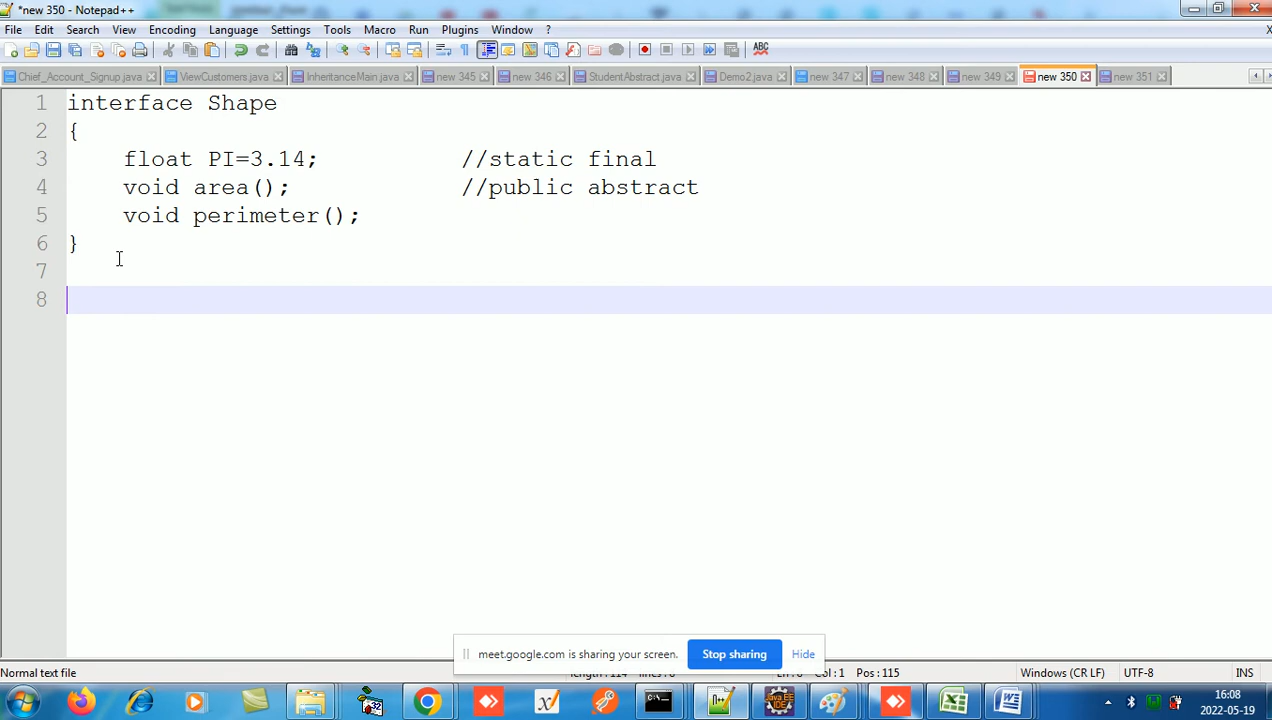 *new 350 - Notepad++
File Edit Search View Encoding Language Settings Tools Macro Run Plugins Window ? X
Chief_Account_Signup.java ViewCustomers.java InheritanceMain.java new 345 new 346 StudentAbstract.java Demo2.java new 347 new 348 new 349 new 350 new 351
1 interface Shape
2 {
3 float PI=3.14; //static final
4 void area(); //public abstract
5 void perimeter();
6 }
7
8
meet.google.com is sharing your screen. Stop sharing Hide
Normal text file Col : 1 Pos : 115 Windows (CR LF) UTF-8 INS
16:08
2022-05-19